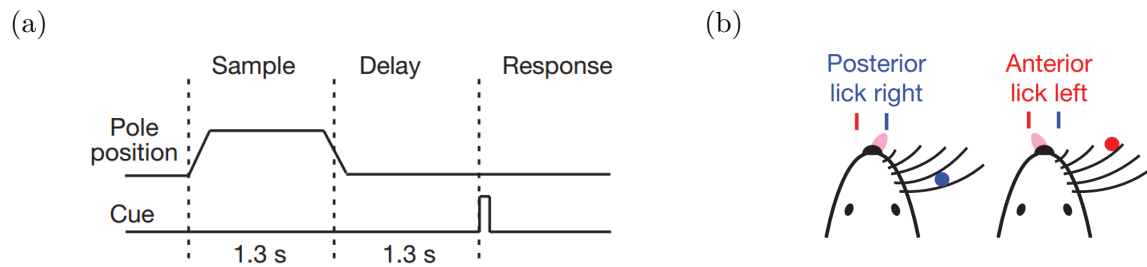 (a)
Sample Delay Response
Pole
position
Cue
1.3 s 1.3 s
(b)
Posterior
lick right
Anterior
lick left